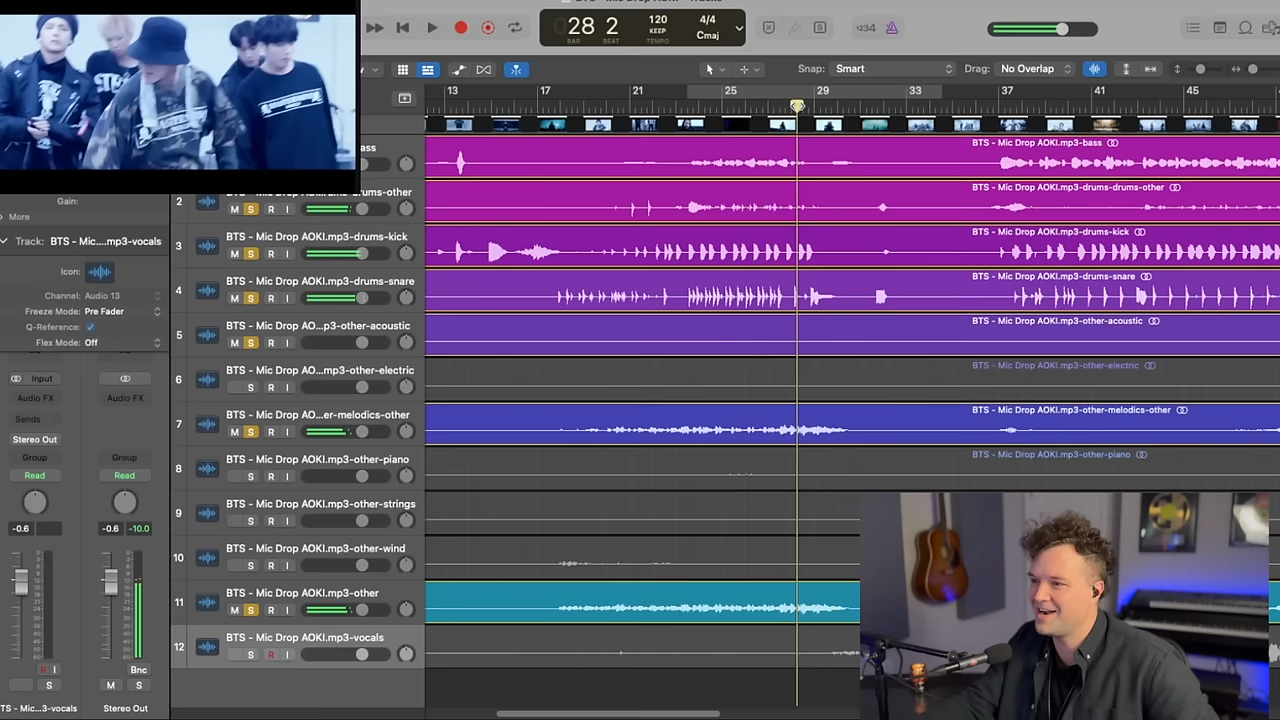 28 2
BAR BEAT
120
KEEP
TEMPO
4/4
Cmaj
1234
Snap: Smart
Drag: No Overlap
13 17 21 25 29 33 37 41 45
Gain:
More
Track: BTS - Mic....mp3-vocals
Icon:
Channel: Audio 13
Freeze Mode: Pre Fader
Q-Reference:
Flex Mode: Off
Input
Audio FX Audio FX
Sends
Stereo Out
Group Group
Read Read
-0.6 -0.6 -10.0
R I Bnc
S M S
TS - Mic...3-vocals Stereo Out
ass
BTS - Mic Drop AOKI.mp3-bass
2 drums-other
M S R I
BTS - Mic Drop AOKI.mp3-drums-drums-other
3 BTS - Mic Drop AOKI.mp3-drums-kick
M S R I
BTS - Mic Drop AOKI.mp3-drums-kick
4 BTS - Mic Drop AOKI.mp3-drums-snare
M S R I
BTS - Mic Drop AOKI.mp3-drums-snare
5 BTS - Mic Drop AO...p3-other-acoustic
M S R I
BTS - Mic Drop AOKI.mp3-other-acoustic
6 BTS - Mic Drop AO...mp3-other-electric
S R I
BTS - Mic Drop AOKI.mp3-other-electric
7 BTS - Mic Drop AO...er-melodics-other
M S R I
BTS - Mic Drop AOKI.mp3-other-melodics-other
8 BTS - Mic Drop AOKI.mp3-other-piano
S R I
BTS - Mic Drop AOKI.mp3-other-piano
9 BTS - Mic Drop AOKI.mp3-other-strings
S R I
10 BTS - Mic Drop AOKI.mp3-other-wind
S R I
11 BTS - Mic Drop AOKI.mp3-other
M S R I
12 BTS - Mic Drop AOKI.mp3-vocals
S R I